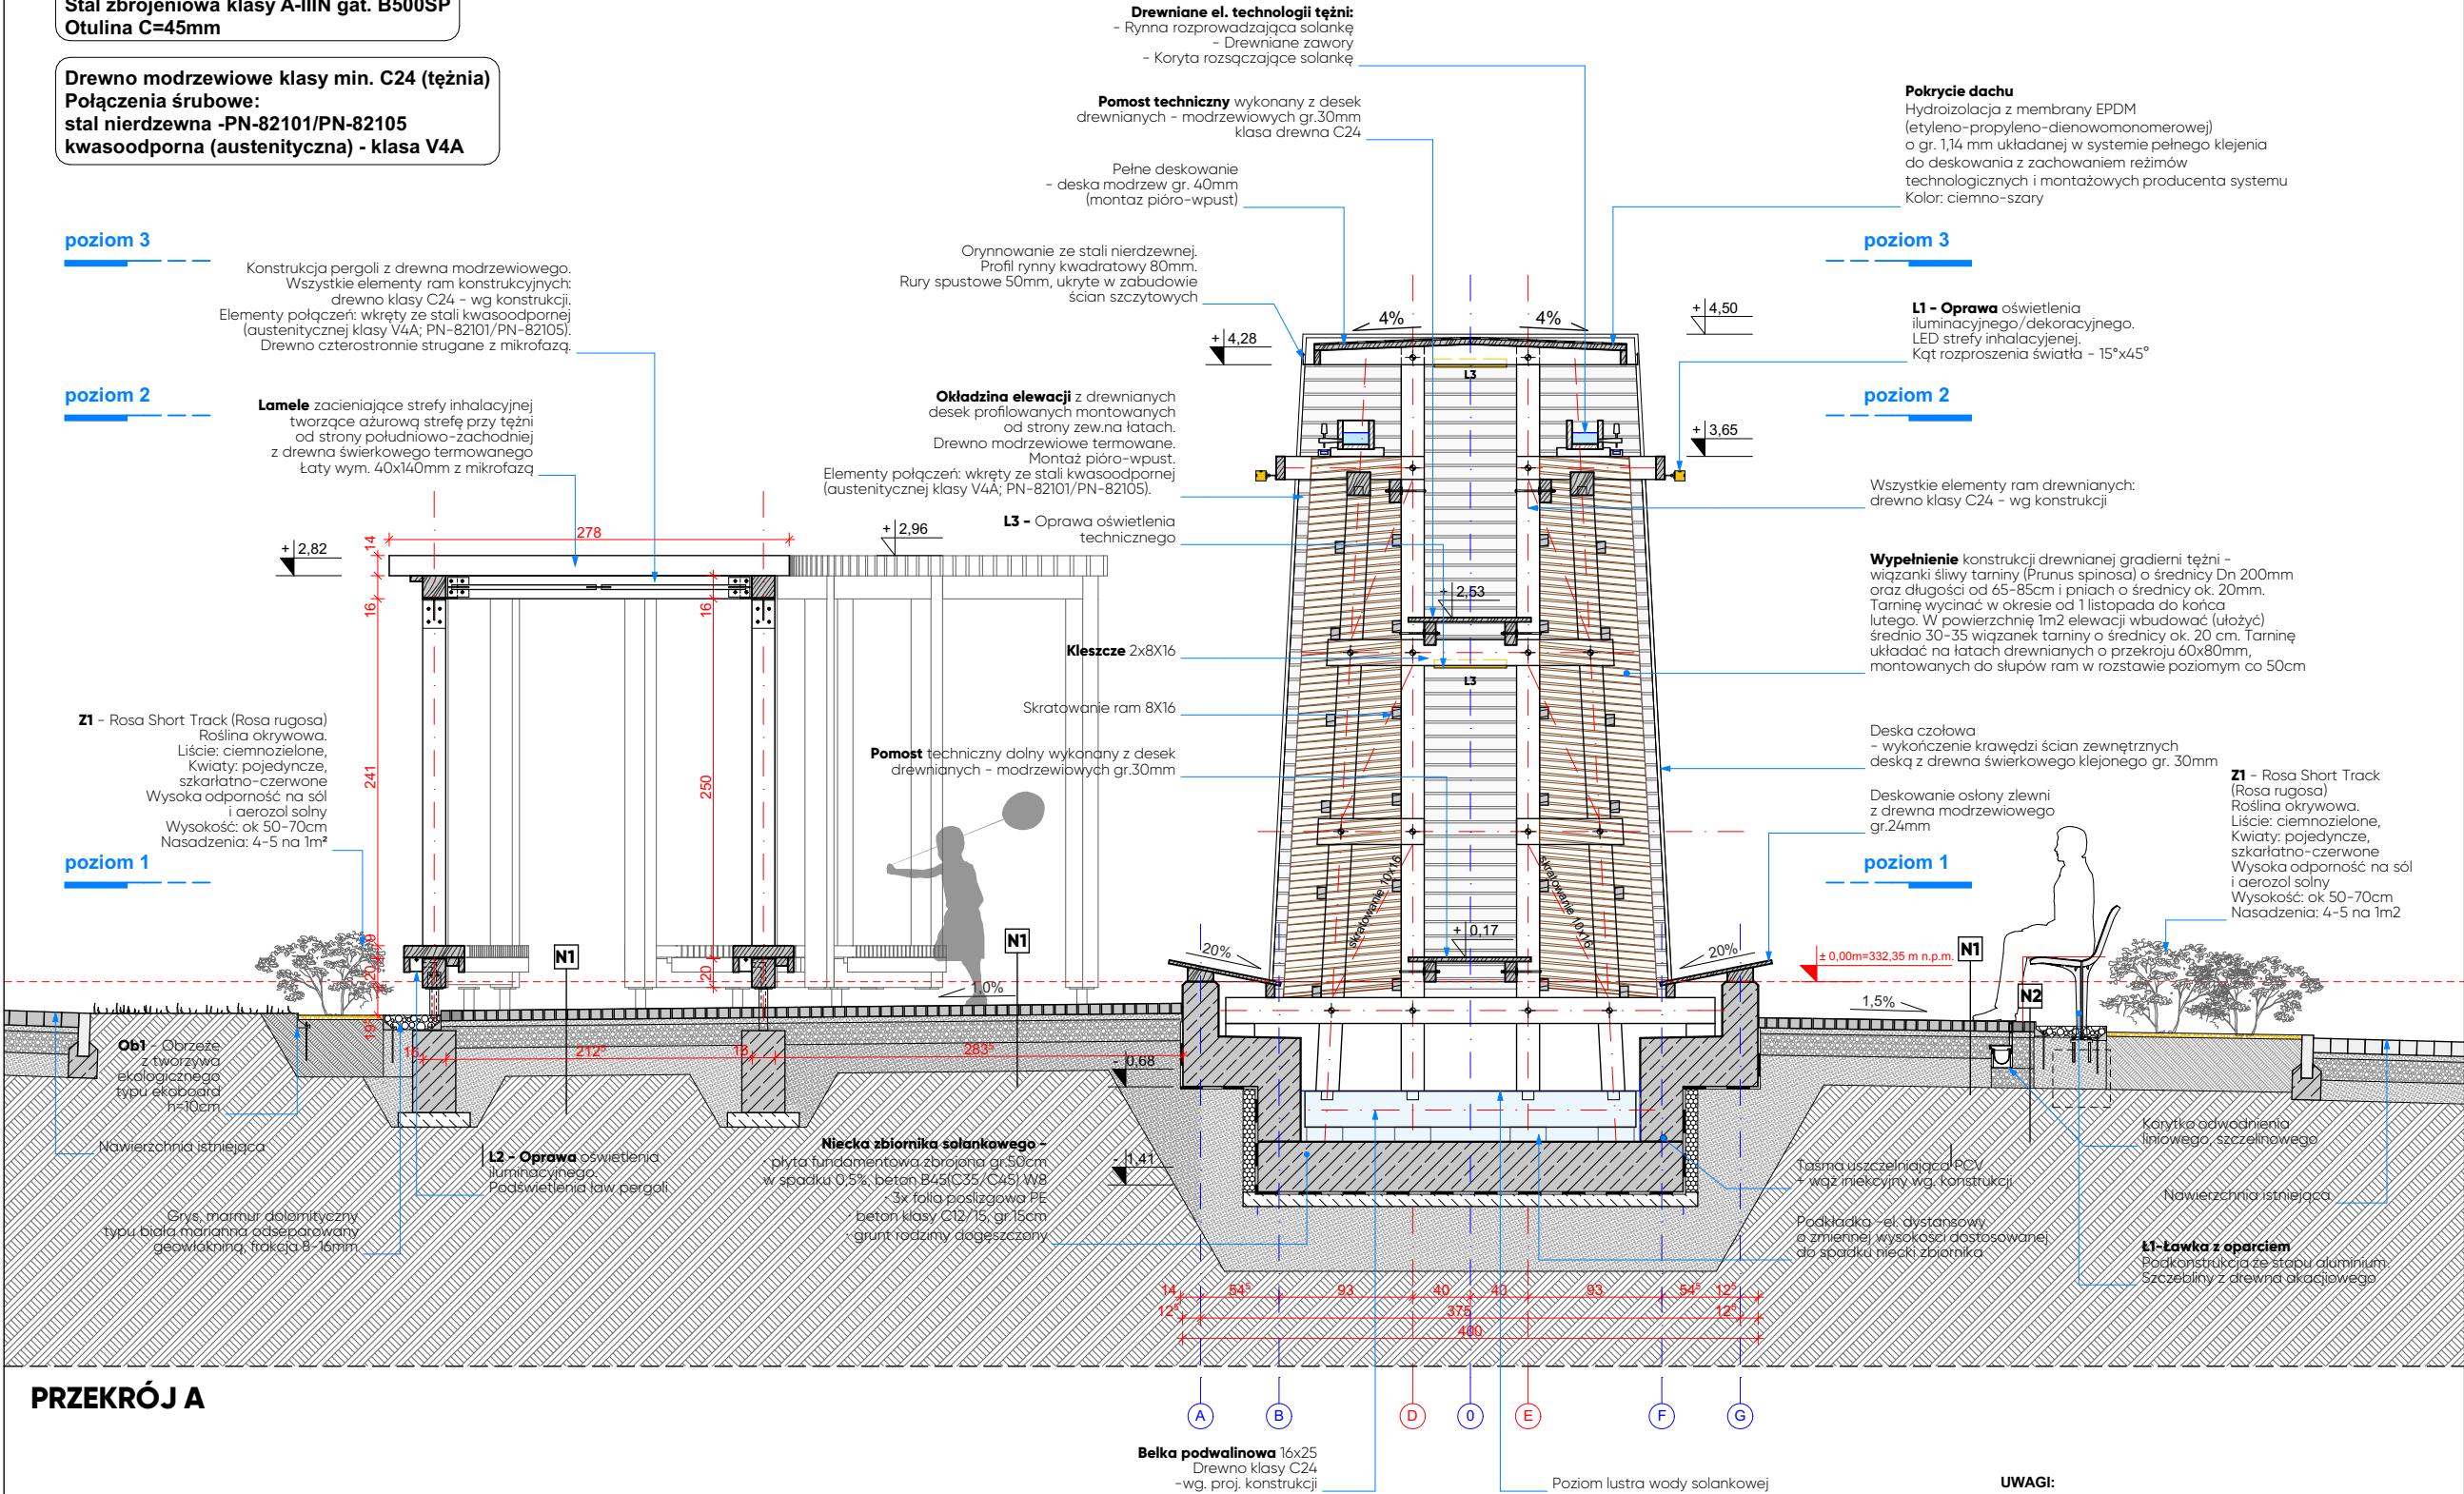 Stal zbrojeniowa klasy A-IIIN gat. B500SP
Otulina C=45mm
Drewno modrzewiowe klasy min. C24 (tężnia)
Połączenia śrubowe:
stal nierdzewna -PN-82101/PN-82105
kwasoodporna (austenityczna) - klasa V4A
Drewniane el. technologii tężni:
- Rynna rozprowadzająca solankę
- Drewniane zawory
- Koryta rozsączające solankę
Pomost techniczny wykonany z desek
drewnianych - modrzewiowych gr.30mm
klasa drewna C24
Pełne deskowanie
- deska modrzew gr. 40mm
(montaz pióro-wpust)
Pokrycie dachu
Hydroizolacja z membrany EPDM
(etyleno-propyleno-dienowomonomerowej)
o gr. 1,14 mm układanej w systemie pełnego klejenia
do deskowania z zachowaniem reżimów
technologicznych i montażowych producenta systemu
Kolor: ciemno-szary
poziom 3
poziom 3
Konstrukcja pergoli z drewna modrzewiowego.
Wszystkie elementy ram konstrukcyjnych:
drewno klasy C24 - wg konstrukcji.
Elementy połączeń: wkręty ze stali kwasoodpornej
(austenitycznej klasy V4A; PN-82101/PN-82105).
Drewno czterostronnie strugane z mikrofazą.
Orynnowanie ze stali nierdzewnej.
Profil rynny kwadratowy 80mm.
Rury spustowe 50mm, ukryte w zabudowie
ścian szczytowych
4% 4%
+ 4,28
+ 4,50
L1 - Oprawa oświetlenia
iluminacyjnego/dekoracyjnego.
LED strefy inhalacyjenej.
Kąt rozproszenia światła - 15°x45°
poziom 2
poziom 2
Lamele zacieniające strefy inhalacyjnej
tworzące ażurową strefę przy tężni
od strony południowo-zachodniej
z drewna świerkowego termowanego
Łaty wym. 40x140mm z mikrofazą
Okładzina elewacji z drewnianych
desek profilowanych montowanych
od strony zew.na łatach.
Drewno modrzewiowe termowane.
Montaż pióro-wpust.
Elementy połączeń: wkręty ze stali kwasoodpornej
(austenitycznej klasy V4A; PN-82101/PN-82105).
L3
+ 3,65
Wszystkie elementy ram drewnianych:
drewno klasy C24 - wg konstrukcji
L3 - Oprawa oświetlenia
technicznego
+ 2,82
14
278
+ 2,96
16
16
+ 2,53
Wypełnienie konstrukcji drewnianej gradierni tężni -
wiązanki śliwy tarniny (Prunus spinosa) o średnicy Dn 200mm
oraz długości od 65-85cm i pniach o średnicy ok. 20mm.
Tarninę wycinać w okresie od 1 listopada do końca
lutego. W powierzchnię 1m2 elewacji wbudować (ułożyć)
średnio 30-35 wiązanek tarniny o średnicy ok. 20 cm. Tarninę
układać na łatach drewnianych o przekroju 60x80mm,
montowanych do słupów ram w rozstawie poziomym co 50cm
Kleszcze 2x8X16
L3
Skratowanie ram 8X16
Pomost techniczny dolny wykonany z desek
drewnianych - modrzewiowych gr.30mm
241
250
Z1 - Rosa Short Track (Rosa rugosa)
Roślina okrywowa.
Liście: ciemnozielone,
Kwiaty: pojedyncze,
szkarłatno-czerwone
Wysoka odporność na sól
i aerozol solny
Wysokość: ok 50-70cm
Nasadzenia: 4-5 na 1m²
Deska czołowa
- wykończenie krawędzi ścian zewnętrznych
deską z drewna świerkowego klejonego gr. 30mm
Deskowanie osłony zlewni
z drewna modrzewiowego
gr.24mm
Z1 - Rosa Short Track
(Rosa rugosa)
Roślina okrywowa.
Liście: ciemnozielone,
Kwiaty: pojedyncze,
szkarłatno-czerwone
Wysoka odporność na sól
i aerozol solny
Wysokość: ok 50-70cm
Nasadzenia: 4-5 na 1m2
poziom 1
poziom 1
skratowanie 10x16
skratowanie 10x16
9
20
20
19⁵
N1
N1
N1
N2
+ 0,17
20%
20%
± 0,00m=332,35 m n.p.m.
1,0%
1,5%
16
212⁵
16
283⁵
- 0,68
Ob1 - Obrzeże
z tworzywa
ekologicznego
typu ekoboard
h=10cm
Nawierzchnia istniejąca
L2 - Oprawa oświetlenia
iluminacyjnego.
Podświetlenia ław pergoli
Grys, marmur dolomityczny
typu biała marianna odseparowany
geowłókniną, frakcja 8-16mm
Niecka zbiornika solankowego -
- płyta fundamentowa zbrojona gr.50cm
w spadku 0,5%, beton B45(C35/C45) W8
- 3x folia poslizgowa PE
- beton klasy C12/15, gr.15cm
- grunt rodzimy dogęszczony
- 1,41
Taśma uszczelniająca PCV
+ wąż iniekcyjny wg. konstrukcji
Podkładka -el. dystansowy
o zmiennej wysokości dostosowanej
do spadku niecki zbiornika
Korytko odwodnienia
liniowego, szczelinowego
Nawierzchnia istniejąca
Ł1-Ławka z oparciem
Podkonstrukcja ze stopu aluminium.
Szczebliny z drewna akacjowego
14 54⁵ 93 40 40 93 54⁵ 12⁵
12⁵ 375 12⁵
400
PRZEKRÓJ A
A B D 0 E F G
Belka podwalinowa 16x25
Drewno klasy C24
-wg. proj. konstrukcji
Poziom lustra wody solankowej
UWAGI: